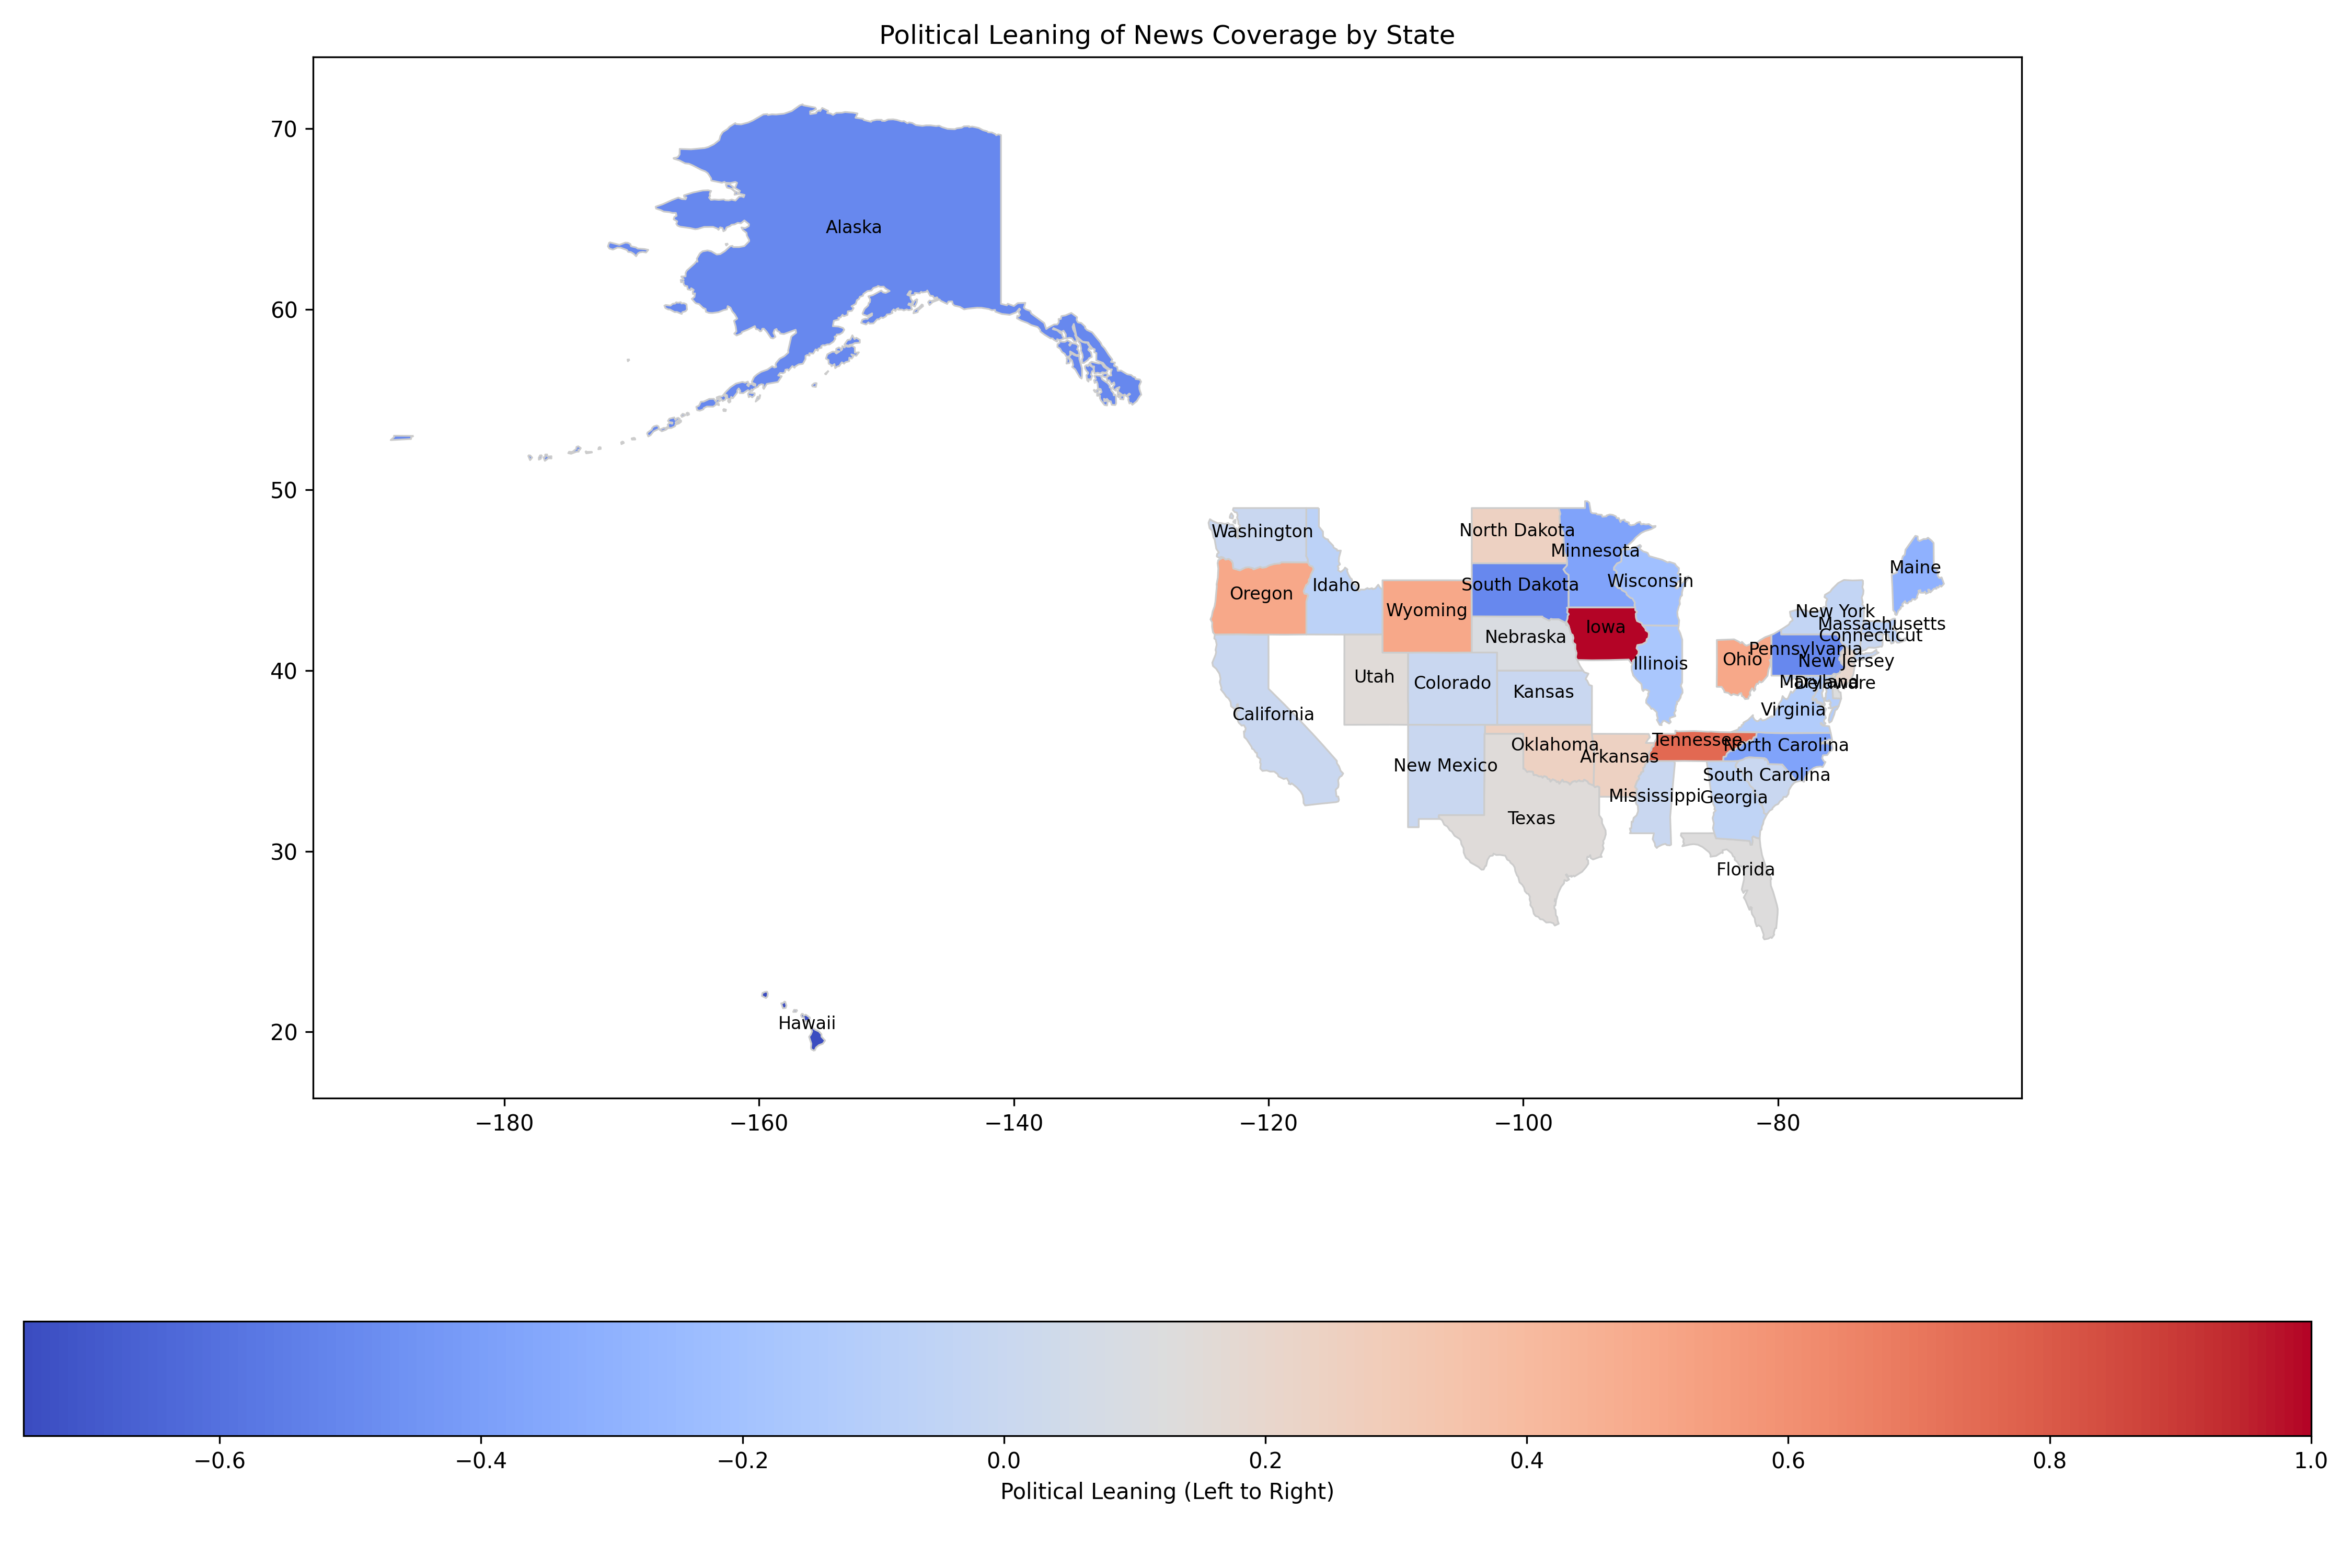 Political Leaning of News Coverage by State
70
60
50
40
30
20
Alaska
Washington
North Dakota
Minnesota
Maine
Oregon
Idaho
South Dakota
Wisconsin
Wyoming
Iowa
New York
Massachusetts
Nebraska
Connecticut
Pennsylvania
Illinois
Ohio
New Jersey
Utah
Colorado
Kansas
Maryland
Delaware
California
Virginia
Oklahoma
Tennessee
North Carolina
Arkansas
New Mexico
South Carolina
Mississippi
Georgia
Texas
Florida
Hawaii
−180
−160
−140
−120
−100
−80
−0.6
−0.4
−0.2
0.0
0.2
0.4
0.6
0.8
1.0
Political Leaning (Left to Right)